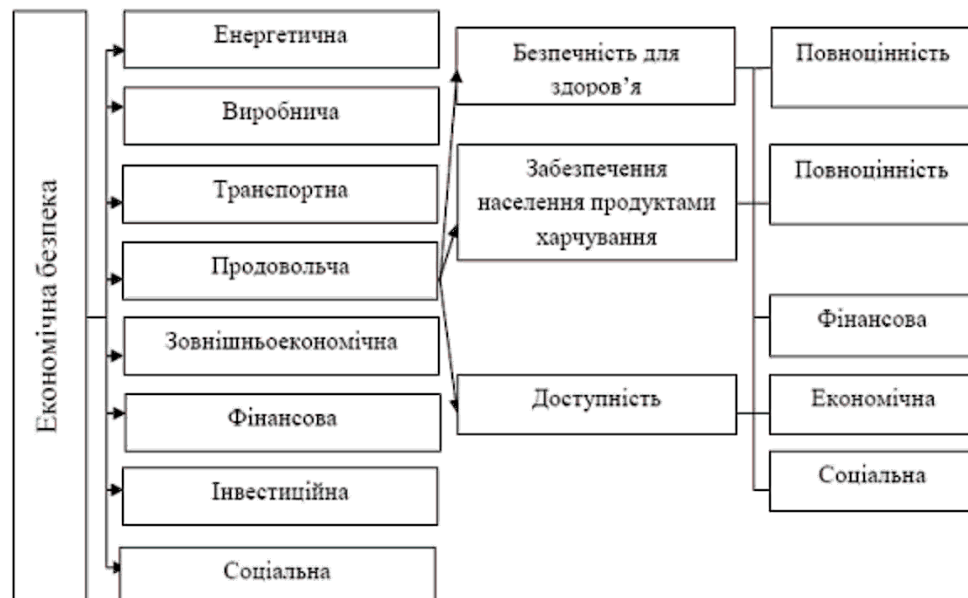 Економічна безпека
Енергетична
Виробнича
Транспортна
Продовольча
Зовнішньоекономічна
Фінансова
Інвестиційна
Соціальна
Безпечність для
здоров’я
Забезпечення
населення продуктами
харчування
Доступність
Повноцінність
Повноцінність
Фінансова
Економічна
Соціальна